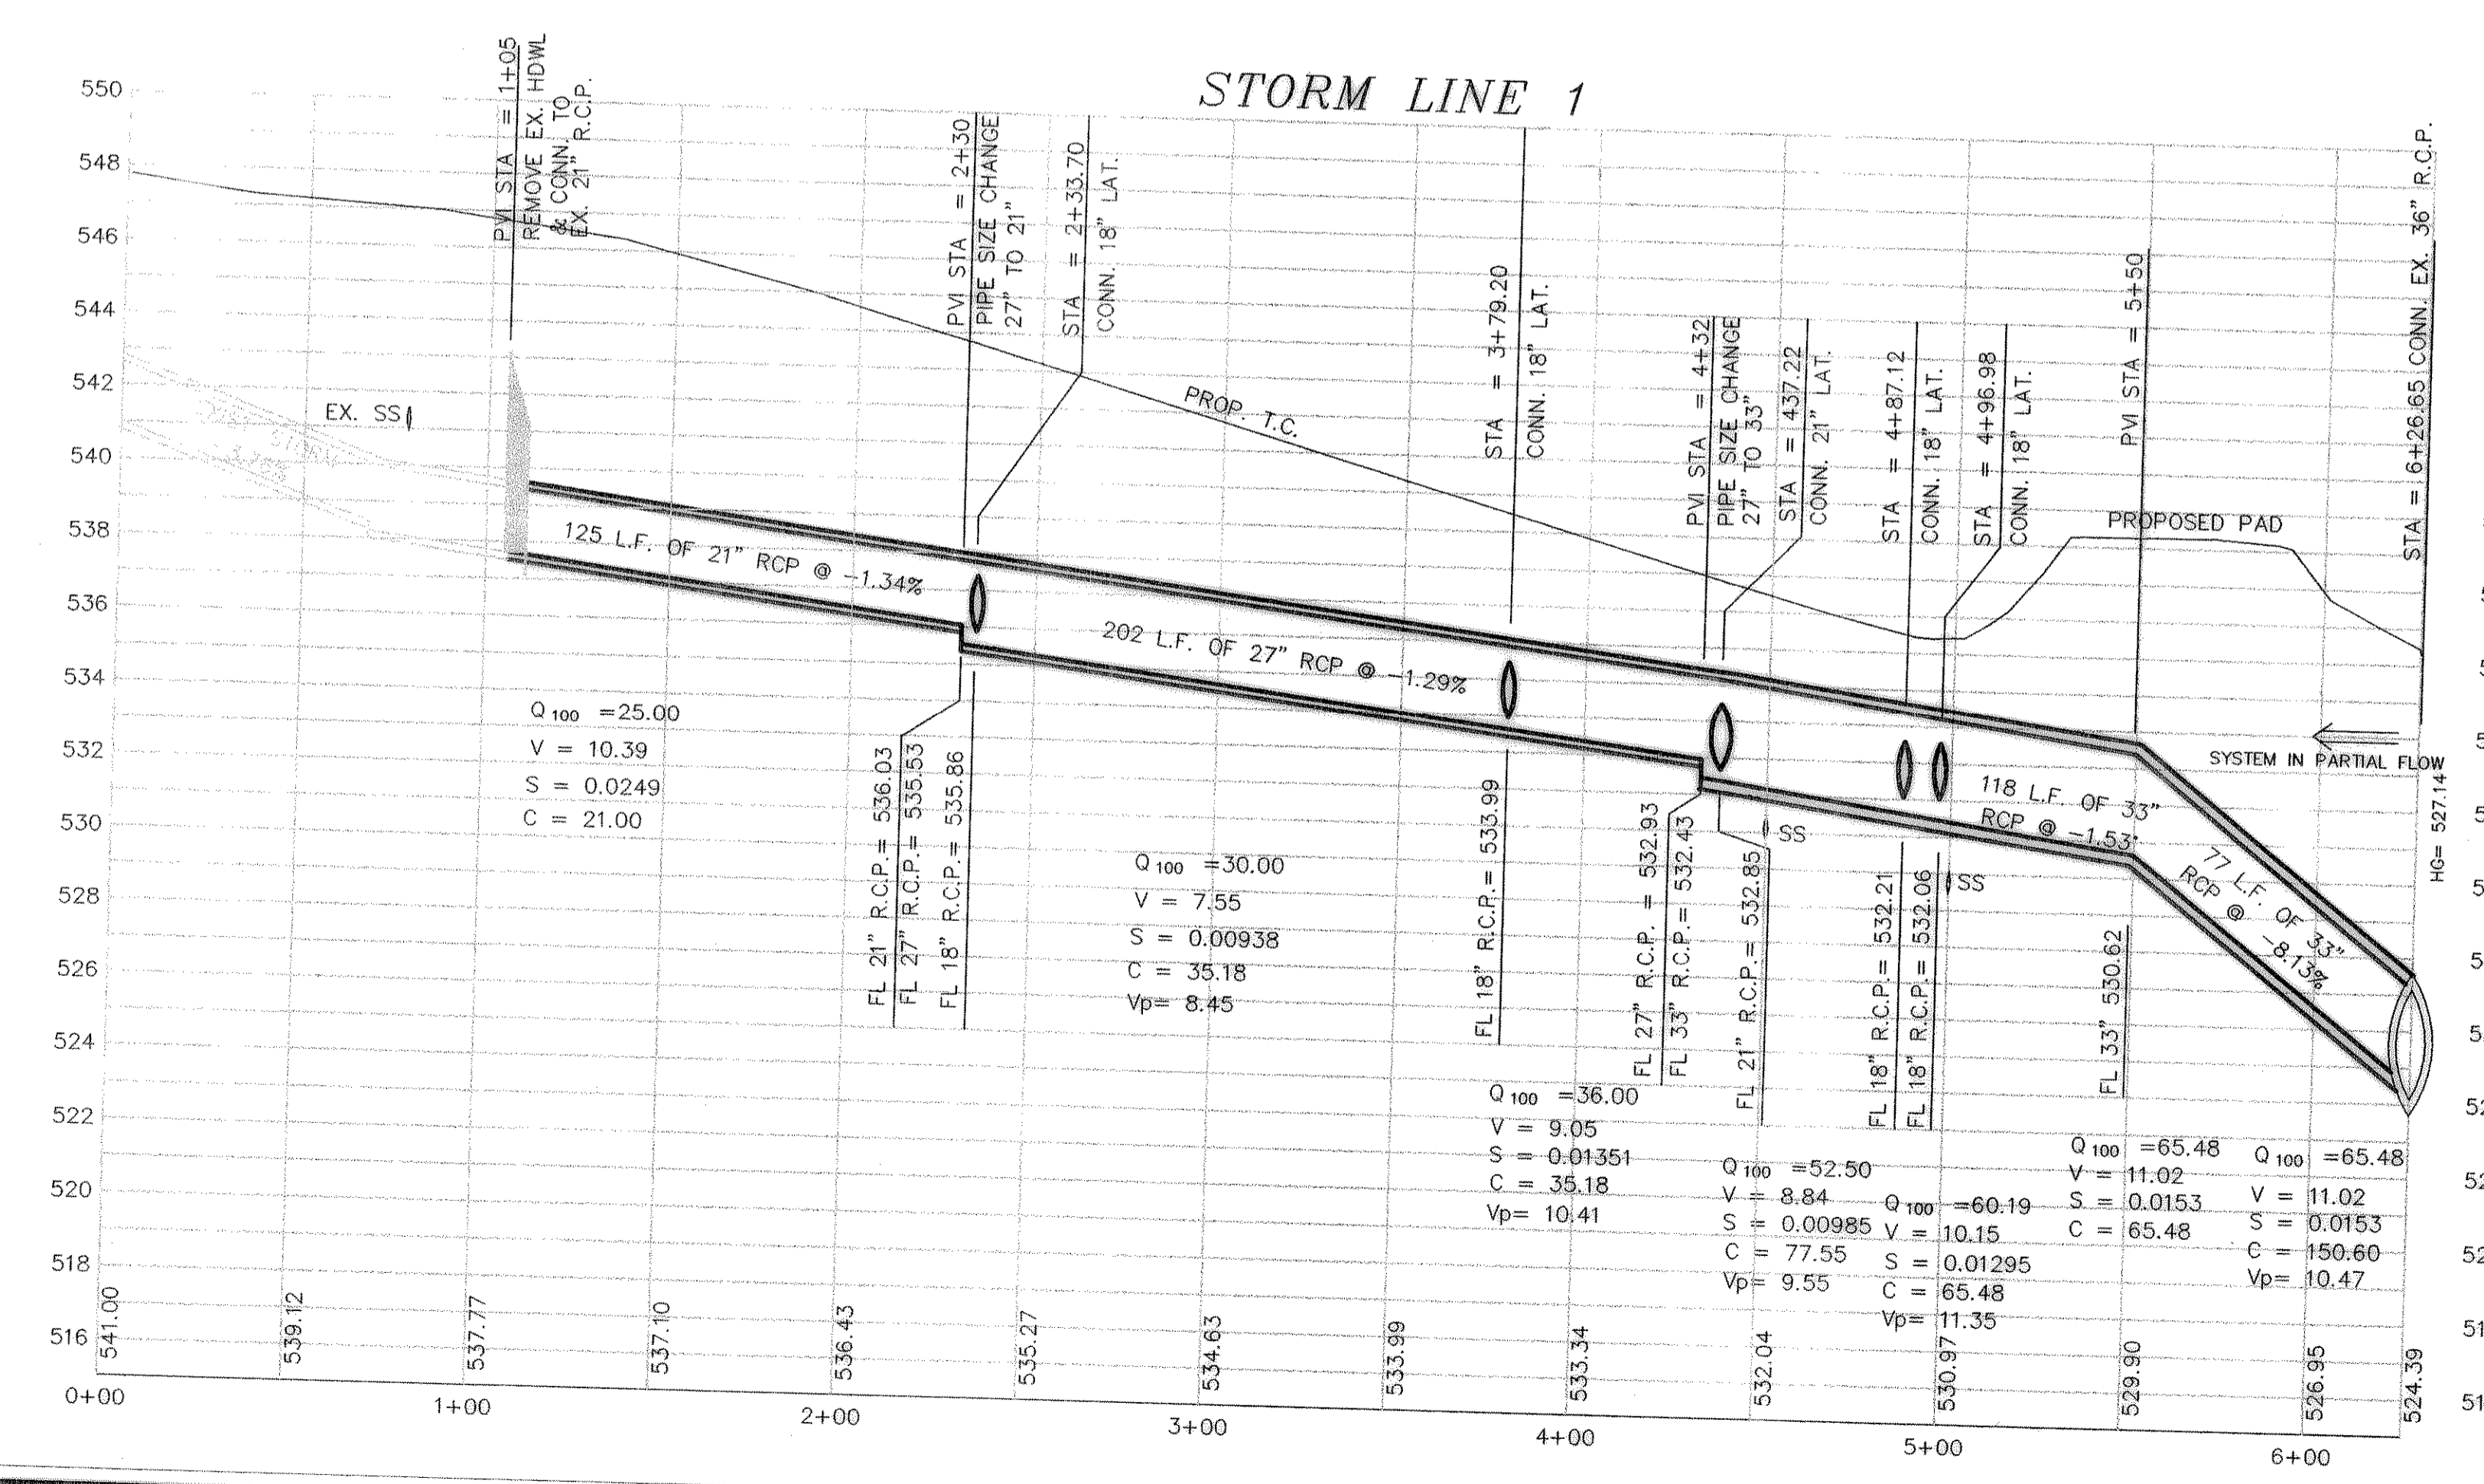 STORM LINE 1
550
548
546
544
542
540
538
536
534
532
530
528
526
524
522
520
518
516
PVI STA = 1+05
REMOVE EX. HDWL
& CONN. TO
EX. 21" R.C.P.
PVI STA = 2+30
PIPE SIZE CHANGE
27" TO 21"
STA = 2+33.70
CONN. 18" LAT.
STA = 3+79.20
CONN. 18" LAT.
PVI STA = 4+32
PIPE SIZE CHANGE
27" TO 33"
STA = 437.22
CONN. 21" LAT.
STA = 4+87.12
CONN. 18" LAT.
STA = 4+96.98
CONN. 18" LAT.
PVI STA = 5+50
STA = 6+26.65 CONN. EX. 36" R.C.P.
EX. SS
PROP. T.C.
PROPOSED PAD
125 L.F. OF 21" RCP @ -1.34%
202 L.F. OF 27" RCP @ -1.29%
118 L.F. OF 33"
RCP @ -1.53
77 L.F. OF 33"
RCP @
-8.13%
SYSTEM IN PARTIAL FLOW
HG= 527.14
SS
SS
FL 21" R.C.P.= 536.03
FL 27" R.C.P.= 535.53
FL 18" R.C.P.= 535.86
FL 18" R.C.P.= 533.99
FL 27" R.C.P. = 532.93
FL 33" R.C.P.= 532.43
FL 21" R.C.P.= 532.85
FL 18" R.C.P.= 532.21
FL 18" R.C.P.= 532.06
FL 33" 530.62
Q100 =25.00
V = 10.39
S = 0.0249
C = 21.00
Q100 =30.00
V = 7.55
S = 0.00938
C = 35.18
Vp= 8.45
Q100 =36.00
V = 9.05
S = 0.01351
C = 35.18
Vp= 10.41
Q100 =52.50
V = 8.84
S = 0.00985
C = 77.55
Vp= 9.55
Q100 =60.19
V = 10.15
S = 0.01295
C = 65.48
Vp= 11.35
Q100 =65.48
V = 11.02
S = 0.0153
C = 65.48
Q100 =65.48
V = 11.02
S = 0.0153
C = 150.60
Vp= 10.47
541.00
539.12
537.77
537.10
536.43
535.27
534.63
533.99
533.34
532.04
530.97
529.90
526.95
524.39
0+00
1+00
2+00
3+00
4+00
5+00
6+00